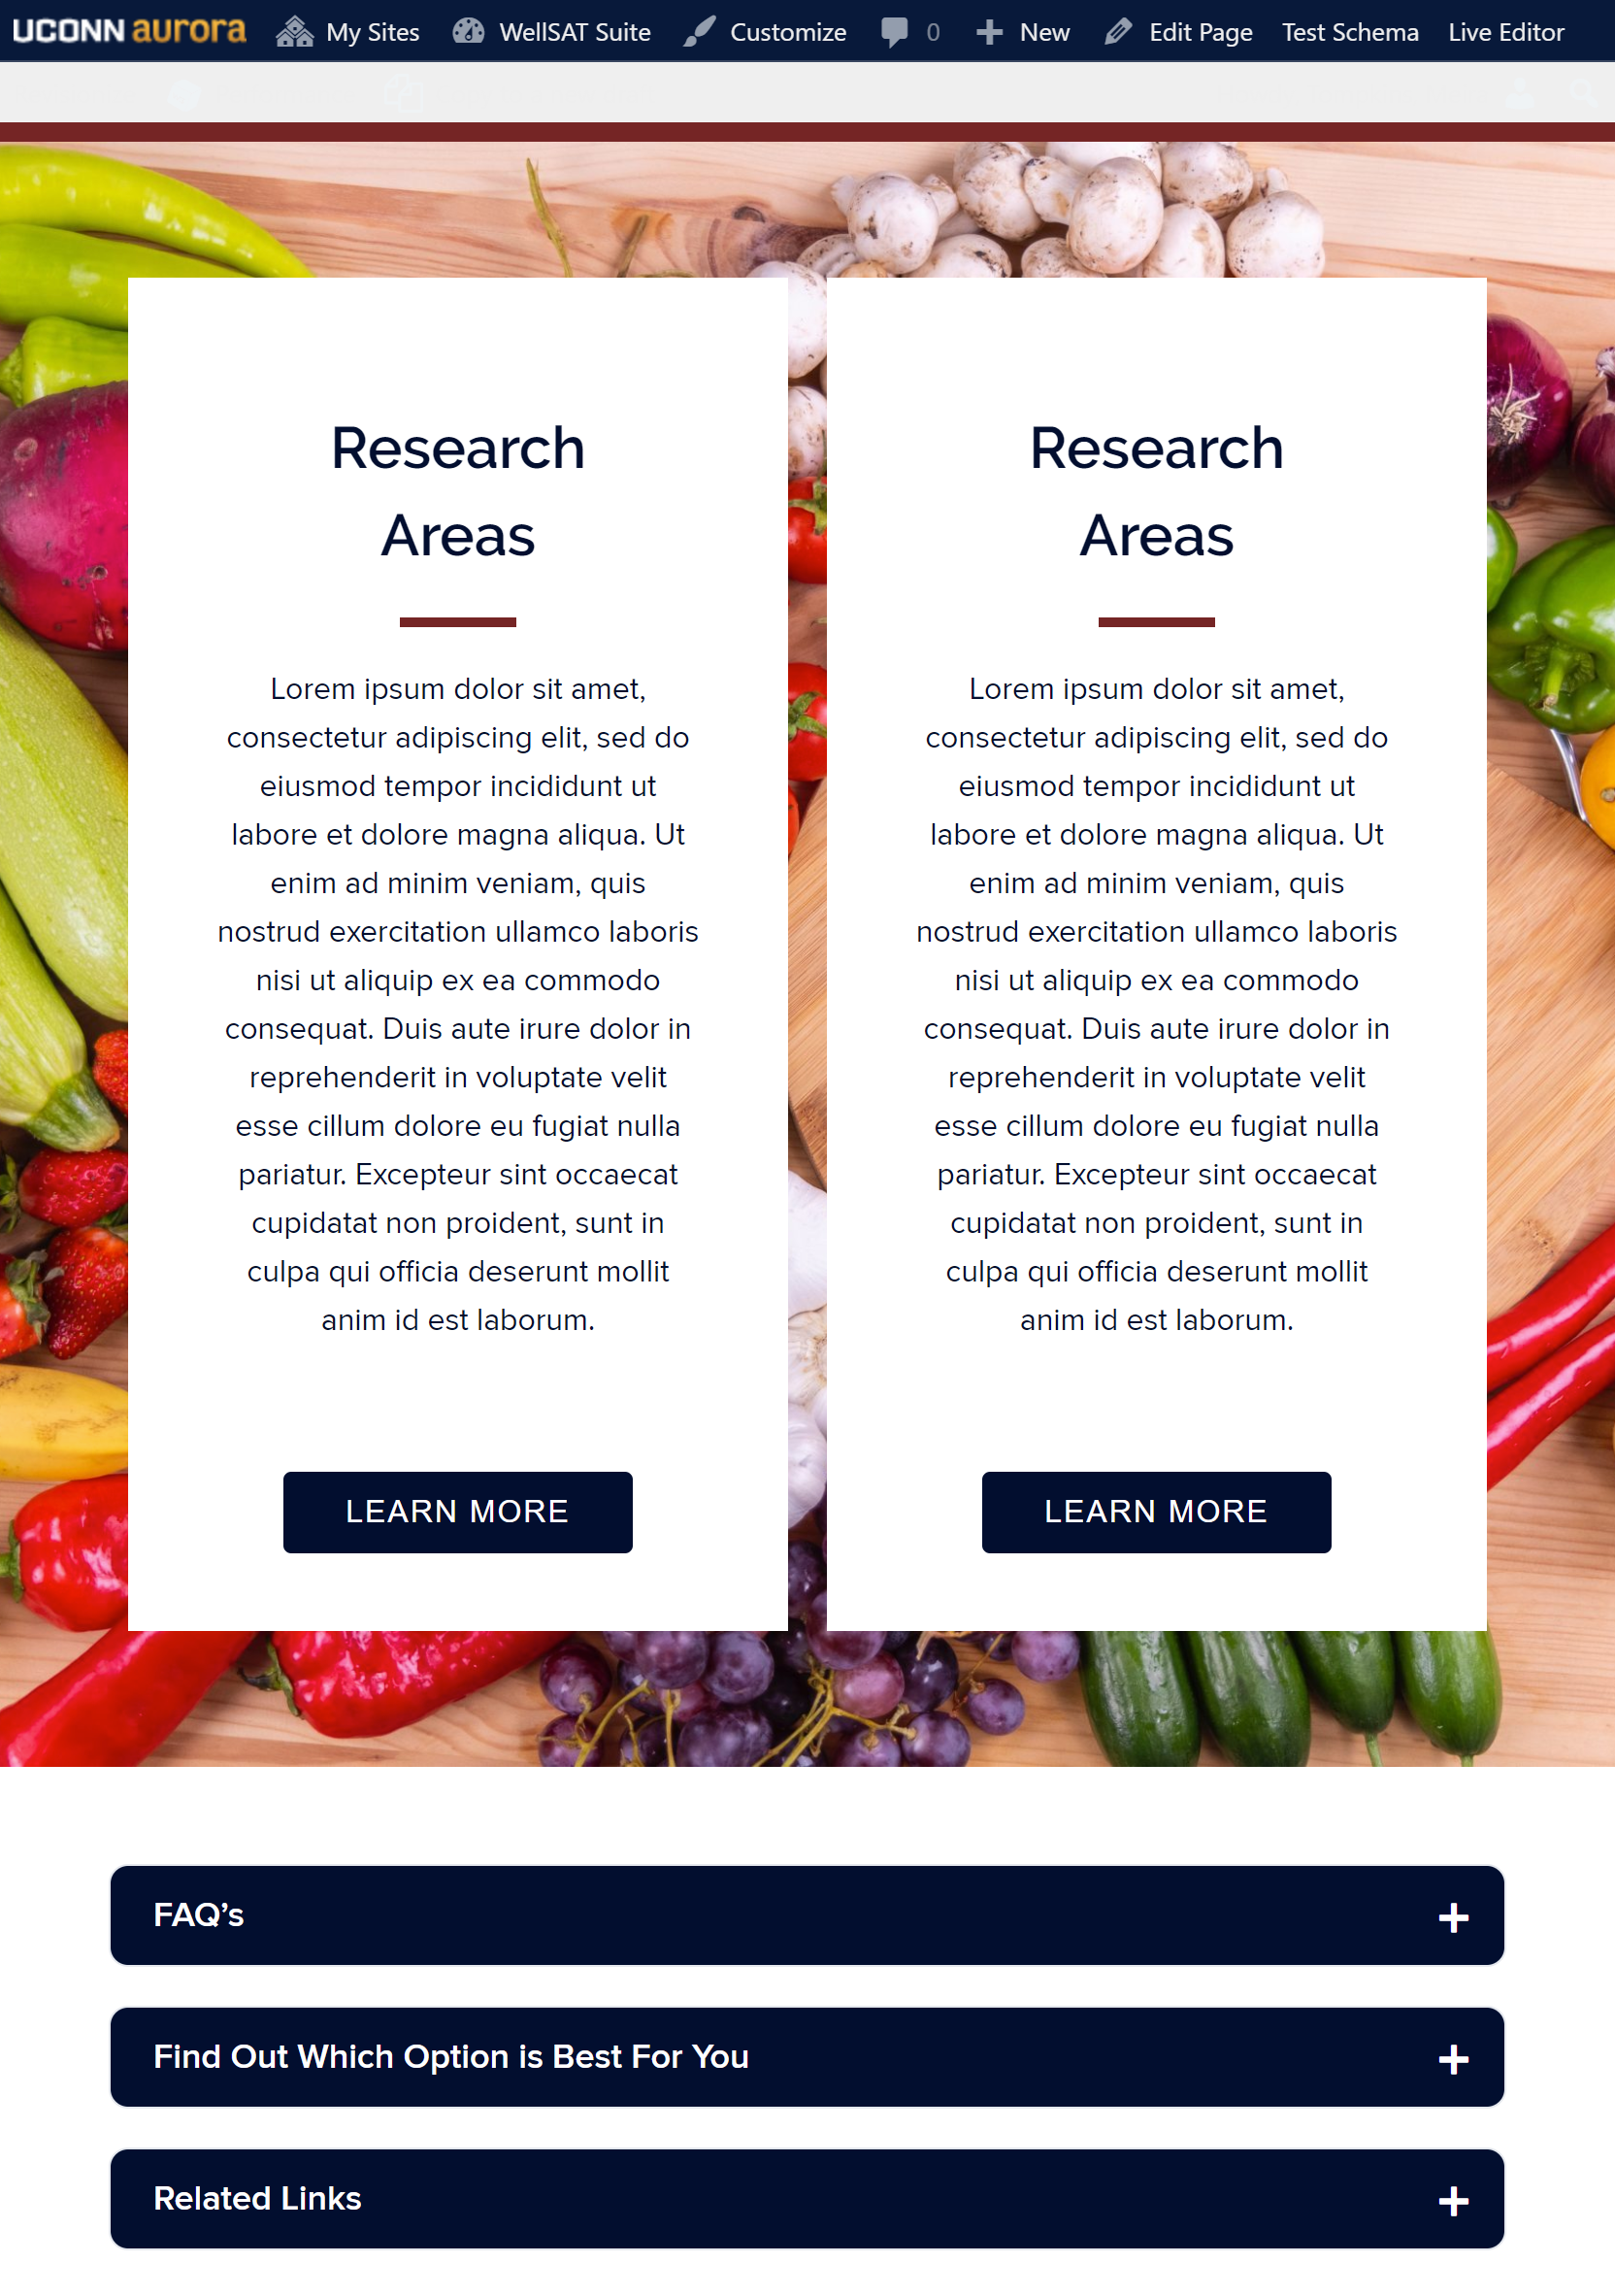 UCONN aurora My Sites WellSAT Suite Customize 0 New Edit Page Test Schema Live Editor
Research
Areas
Lorem ipsum dolor sit amet,
consectetur adipiscing elit, sed do
eiusmod tempor incididunt ut
labore et dolore magna aliqua. Ut
enim ad minim veniam, quis
nostrud exercitation ullamco laboris
nisi ut aliquip ex ea commodo
consequat. Duis aute irure dolor in
reprehenderit in voluptate velit
esse cillum dolore eu fugiat nulla
pariatur. Excepteur sint occaecat
cupidatat non proident, sunt in
culpa qui officia deserunt mollit
anim id est laborum.
LEARN MORE
Research
Areas
Lorem ipsum dolor sit amet,
consectetur adipiscing elit, sed do
eiusmod tempor incididunt ut
labore et dolore magna aliqua. Ut
enim ad minim veniam, quis
nostrud exercitation ullamco laboris
nisi ut aliquip ex ea commodo
consequat. Duis aute irure dolor in
reprehenderit in voluptate velit
esse cillum dolore eu fugiat nulla
pariatur. Excepteur sint occaecat
cupidatat non proident, sunt in
culpa qui officia deserunt mollit
anim id est laborum.
LEARN MORE
FAQ’s
Find Out Which Option is Best For You
Related Links